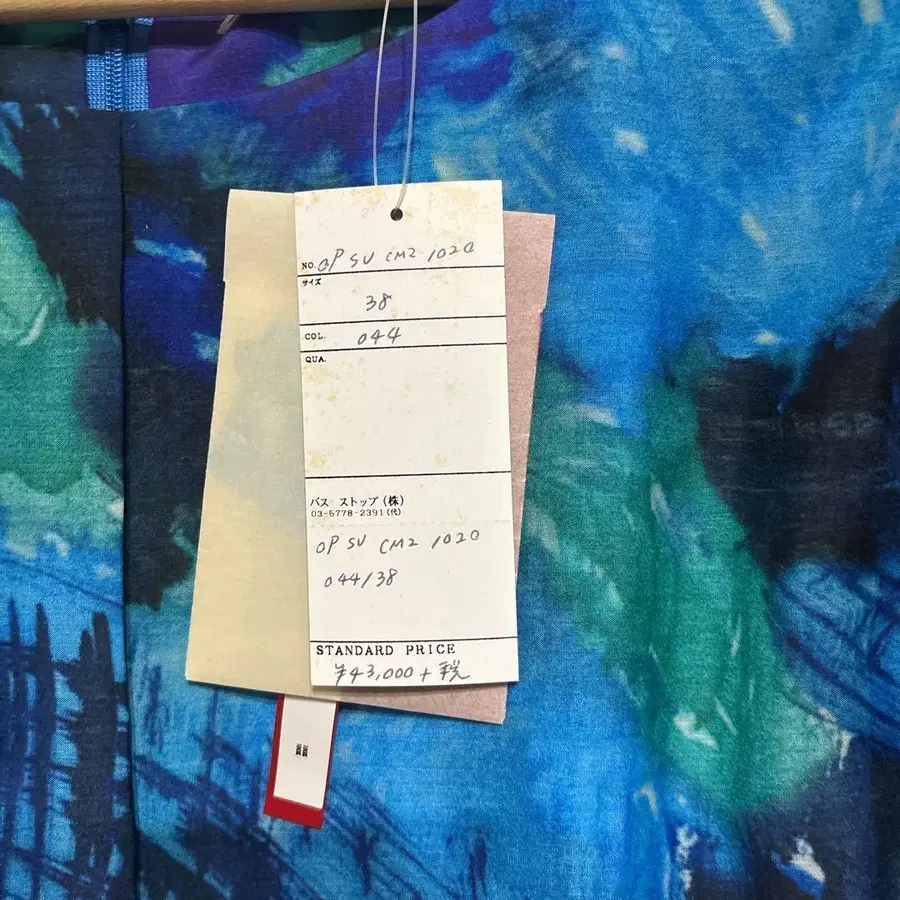 NO. OP SU CM2 1020
サイズ
38
COL. 044
QUA.
バス ストップ(株)
03-5778-2391(代)
OP SU CM2 1020
044/38
STANDARD PRICE
¥43,000+税